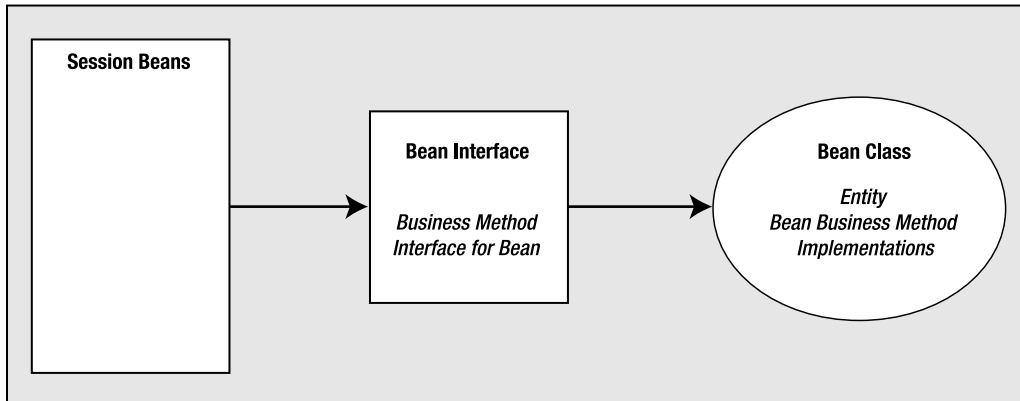 Session Beans
Bean Interface
Business Method
Interface for Bean
Bean Class
Entity
Bean Business Method
Implementations